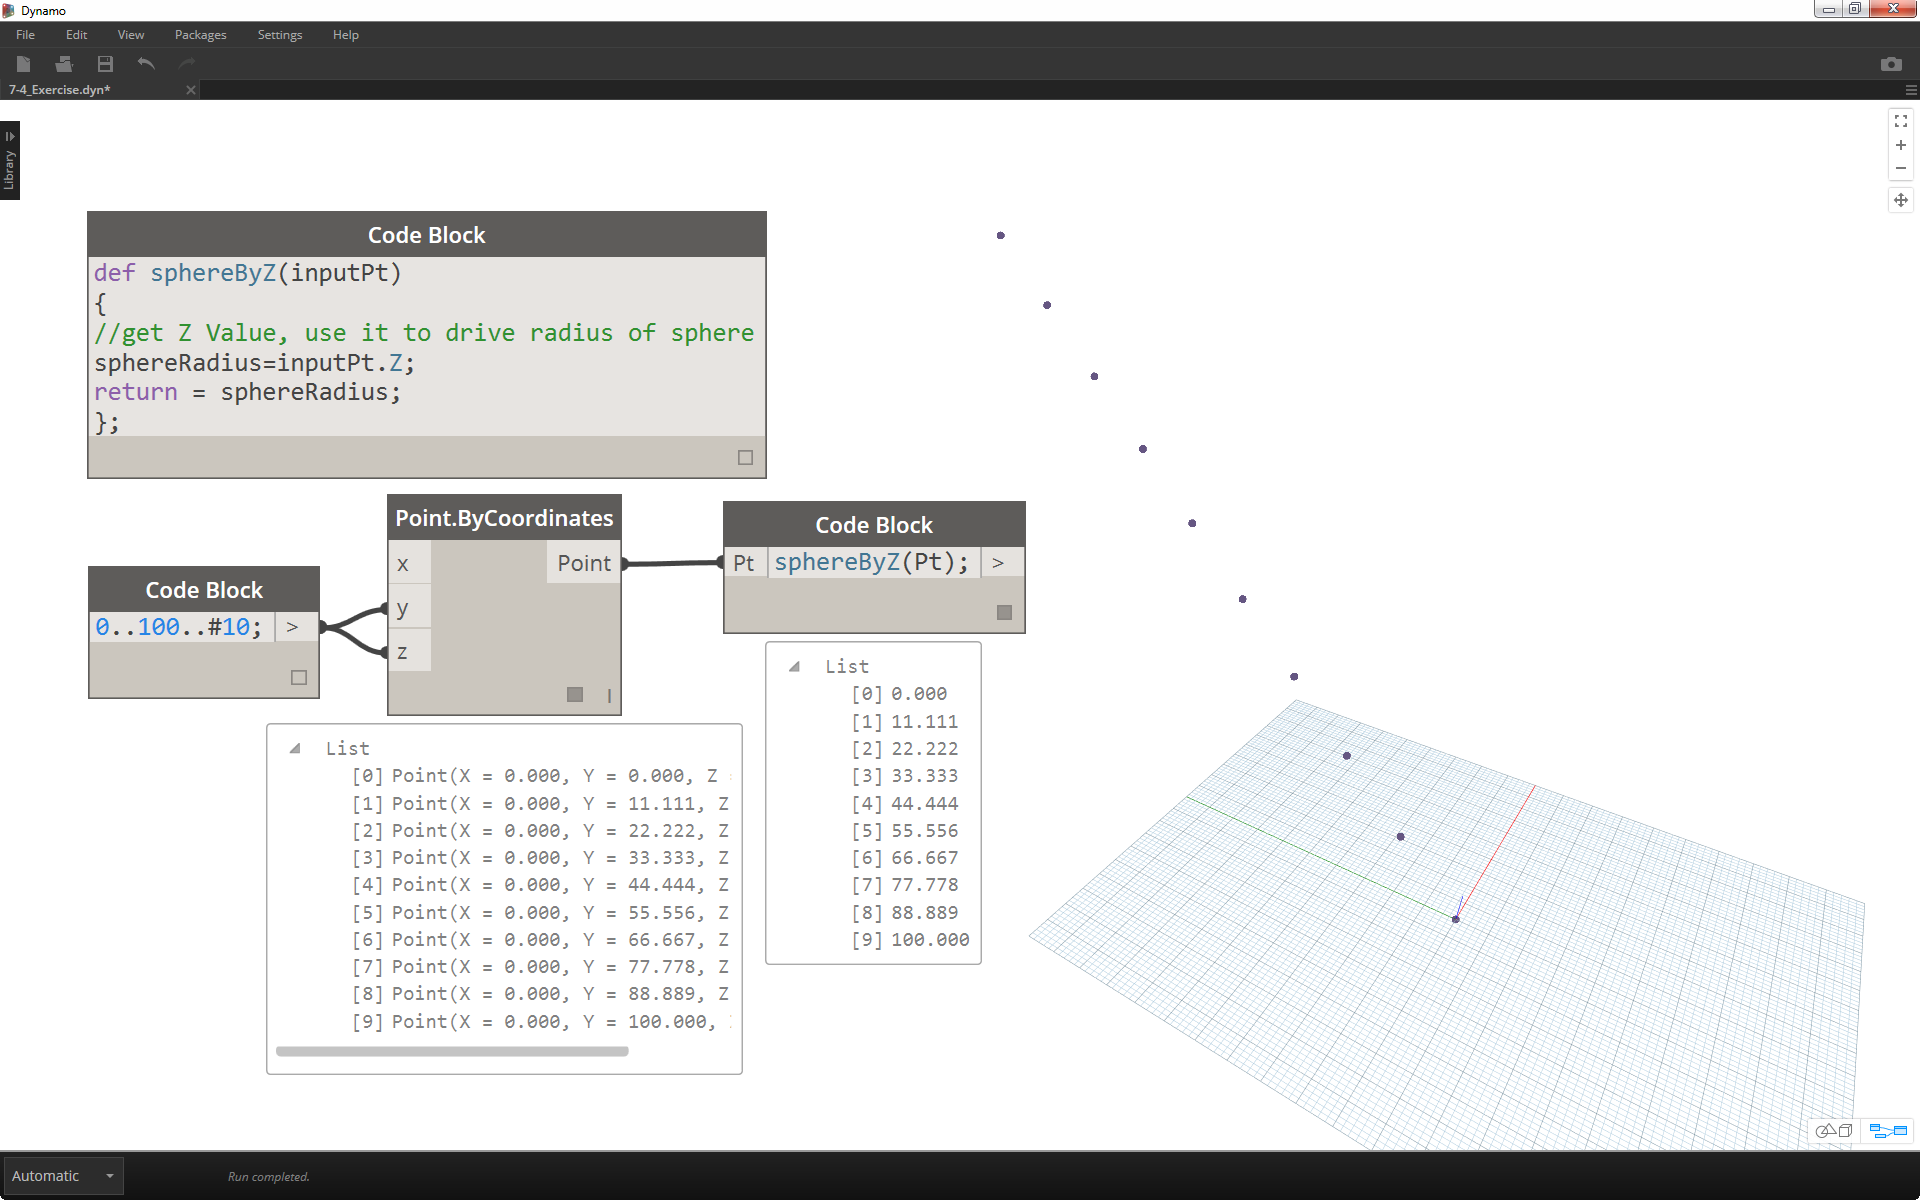 Dynamo
File Edit View Packages Settings Help
7-4_Exercise.dyn*
Library
Code Block
def sphereByZ(inputPt)
{
//get Z Value, use it to drive radius of sphere
sphereRadius=inputPt.Z;
return = sphereRadius;
};
Point.ByCoordinates
x Point
y
z
l
Code Block
Pt sphereByZ(Pt); >
Code Block
0..100..#10; >
List
[0] 0.000
[1] 11.111
[2] 22.222
[3] 33.333
[4] 44.444
[5] 55.556
[6] 66.667
[7] 77.778
[8] 88.889
[9] 100.000
List
[0] Point(X = 0.000, Y = 0.000, Z
[1] Point(X = 0.000, Y = 11.111, Z
[2] Point(X = 0.000, Y = 22.222, Z
[3] Point(X = 0.000, Y = 33.333, Z
[4] Point(X = 0.000, Y = 44.444, Z
[5] Point(X = 0.000, Y = 55.556, Z
[6] Point(X = 0.000, Y = 66.667, Z
[7] Point(X = 0.000, Y = 77.778, Z
[8] Point(X = 0.000, Y = 88.889, Z
[9] Point(X = 0.000, Y = 100.000,
Automatic
Run completed.